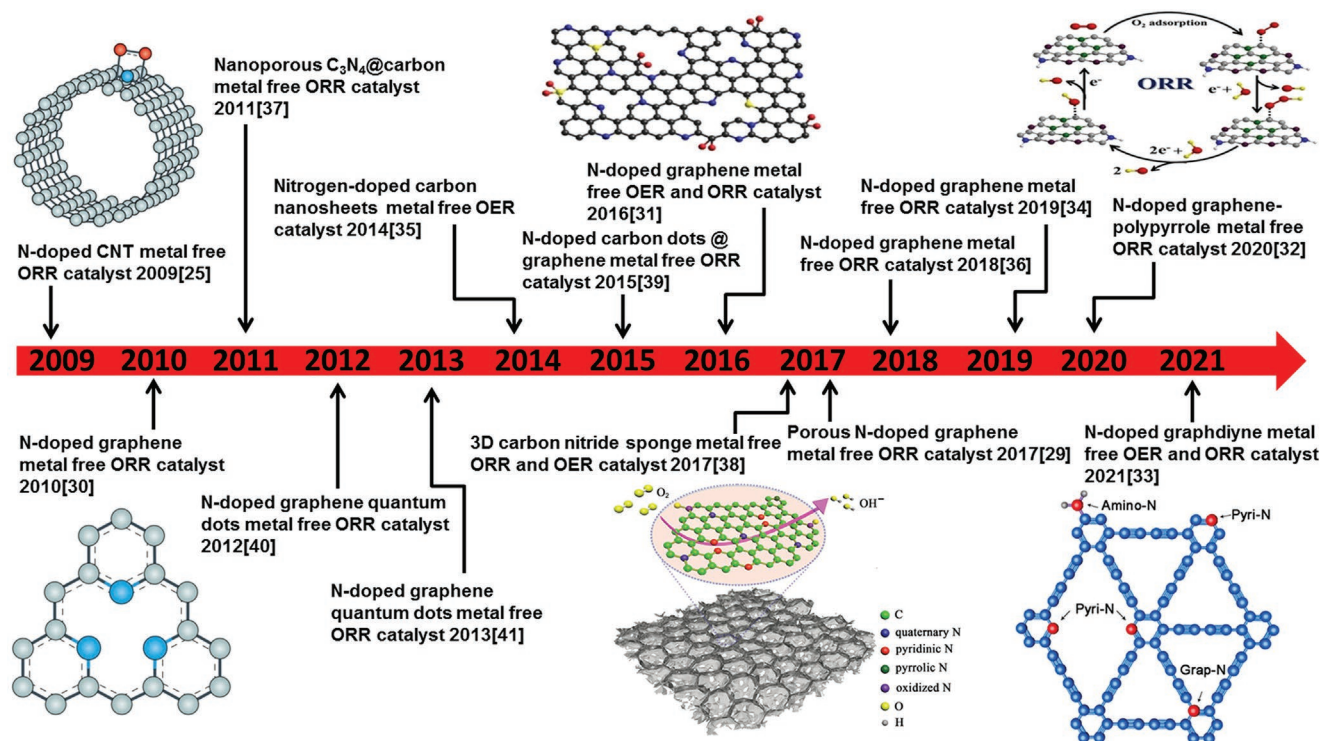 Nanoporous C₃N₄@carbon
metal free ORR catalyst
2011[37]
O₂ adsorption
ORR
e⁻
e⁻+
2e⁻+
2
N-doped CNT metal free
ORR catalyst 2009[25]
Nitrogen-doped carbon
nanosheets metal free OER
catalyst 2014[35]
N-doped graphene metal
free OER and ORR catalyst
2016[31]
N-doped carbon dots @
graphene metal free ORR
catalyst 2015[39]
N-doped graphene metal
free ORR catalyst 2019[34]
N-doped graphene metal
free ORR catalyst
2018[36]
N-doped graphene-
polypyrrole metal free
ORR catalyst 2020[32]
2009 2010 2011 2012 2013 2014 2015 2016 2017 2018 2019 2020 2021
N-doped graphene
metal free ORR catalyst
2010[30]
N-doped graphene quantum
dots metal free ORR catalyst
2012[40]
N-doped graphene
quantum dots metal free
ORR catalyst 2013[41]
3D carbon nitride sponge metal free
ORR and OER catalyst 2017[38]
Porous N-doped graphene
metal free ORR catalyst 2017[29]
N-doped graphdiyne metal
free OER and ORR catalyst
2021[33]
O₂
OH⁻
C
quaternary N
pyridinic N
pyrrolic N
oxidized N
O
H
Amino-N
Pyri-N
Pyri-N
Grap-N